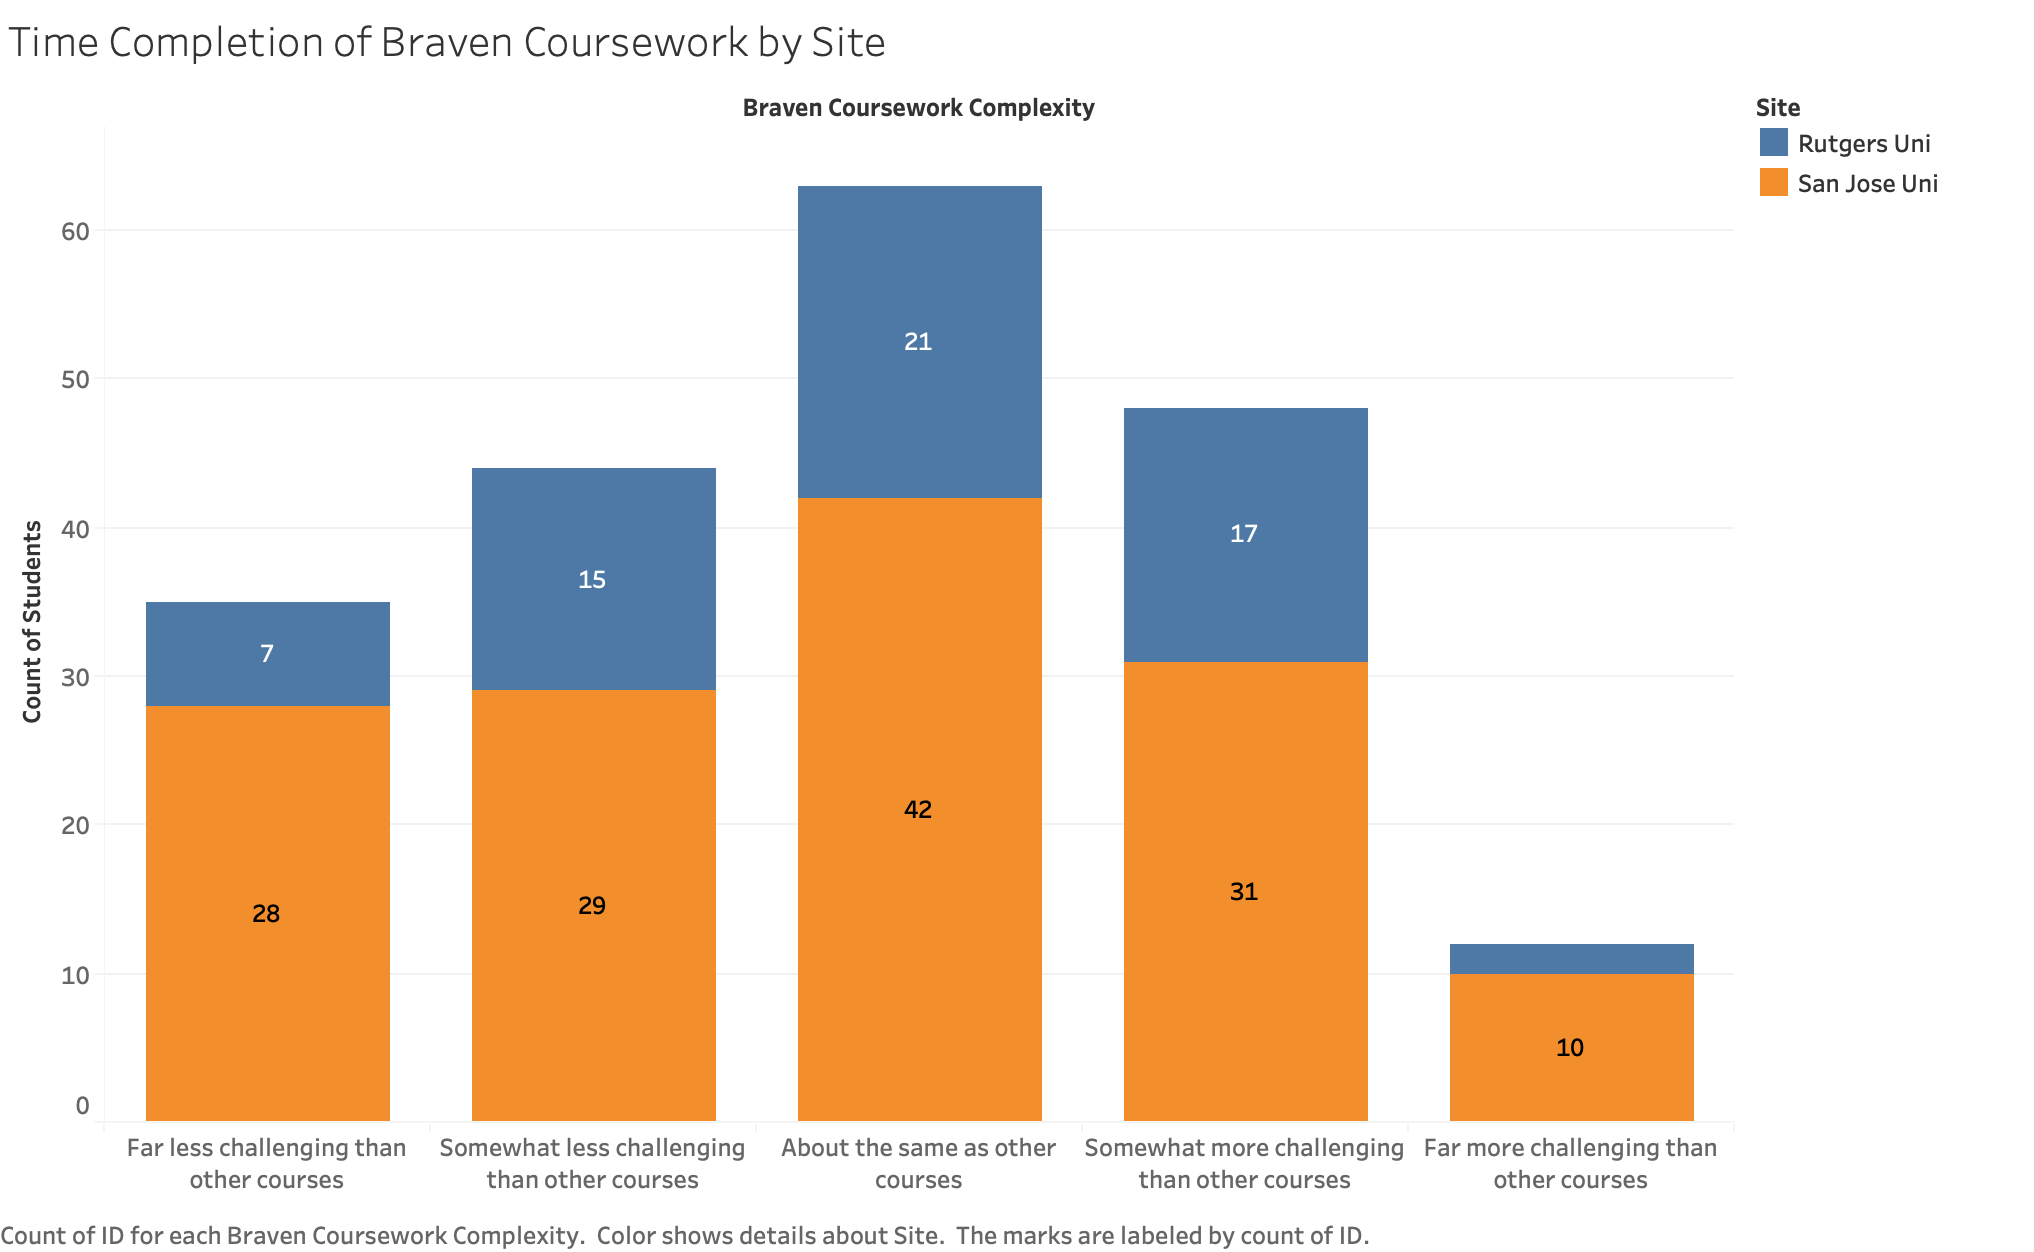 Time Completion of Braven Coursework by Site
Braven Coursework Complexity
Site
Rutgers Uni
San Jose Uni
Count of Students
60
50
40
30
20
10
0
7
28
15
29
21
42
17
31
10
Far less challenging than
other courses
Somewhat less challenging
than other courses
About the same as other
courses
Somewhat more challenging
than other courses
Far more challenging than
other courses
Count of ID for each Braven Coursework Complexity.  Color shows details about Site.  The marks are labeled by count of ID.